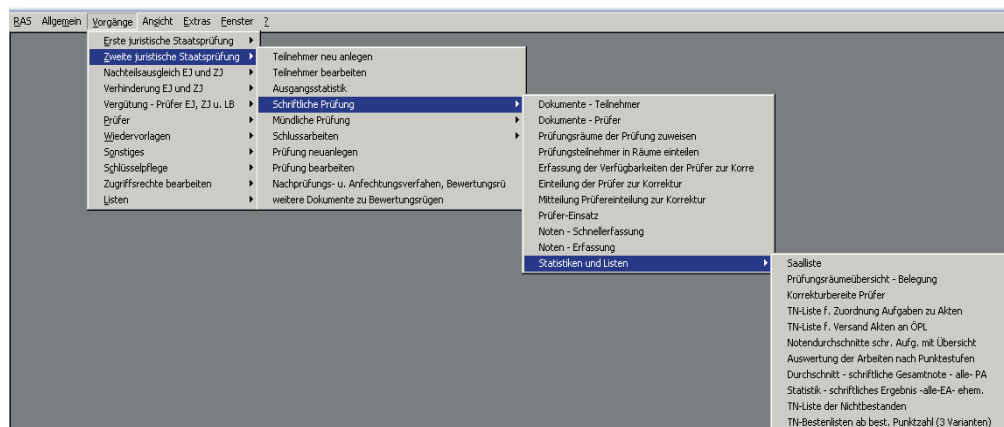 RAS Allgemein Vorgänge Ansicht Extras Fenster ?
Erste juristische Staatsprüfung
Zweite juristische Staatsprüfung
Nachteilsausgleich EJ und ZJ
Verhinderung EJ und ZJ
Vergütung - Prüfer EJ, ZJ u. LB
Prüfer
Wiedervorlagen
Sonstiges
Schlüsselpflege
Zugriffsrechte bearbeiten
Listen
Teilnehmer neu anlegen
Teilnehmer bearbeiten
Ausgangsstatistik
Schriftliche Prüfung
Mündliche Prüfung
Schlussarbeiten
Prüfung neuanlegen
Prüfung bearbeiten
Nachprüfungs- u. Anfechtungsverfahen, Bewertungsrü
weitere Dokumente zu Bewertungsrügen
Dokumente - Teilnehmer
Dokumente - Prüfer
Prüfungsräume der Prüfung zuweisen
Prüfungsteilnehmer in Räume einteilen
Erfassung der Verfügbarkeiten der Prüfer zur Korre
Einteilung der Prüfer zur Korrektur
Mitteilung Prüfereinteilung zur Korrektur
Prüfer-Einsatz
Noten - Schnellerfassung
Noten - Erfassung
Statistiken und Listen
Saalliste
Prüfungsräumeübersicht - Belegung
Korrekturbereite Prüfer
TN-Liste f. Zuordnung Aufgaben zu Akten
TN-Liste f. Versand Akten an ÖPL
Notendurchschnitte schr. Aufg. mit Übersicht
Auswertung der Arbeiten nach Punktestufen
Durchschnitt - schriftliche Gesamtnote - alle- PA
Statistik - schriftliches Ergebnis -alle-EA- ehem.
TN-Liste der Nichtbestanden
TN-Bestenlisten ab best. Punktzahl (3 Varianten)